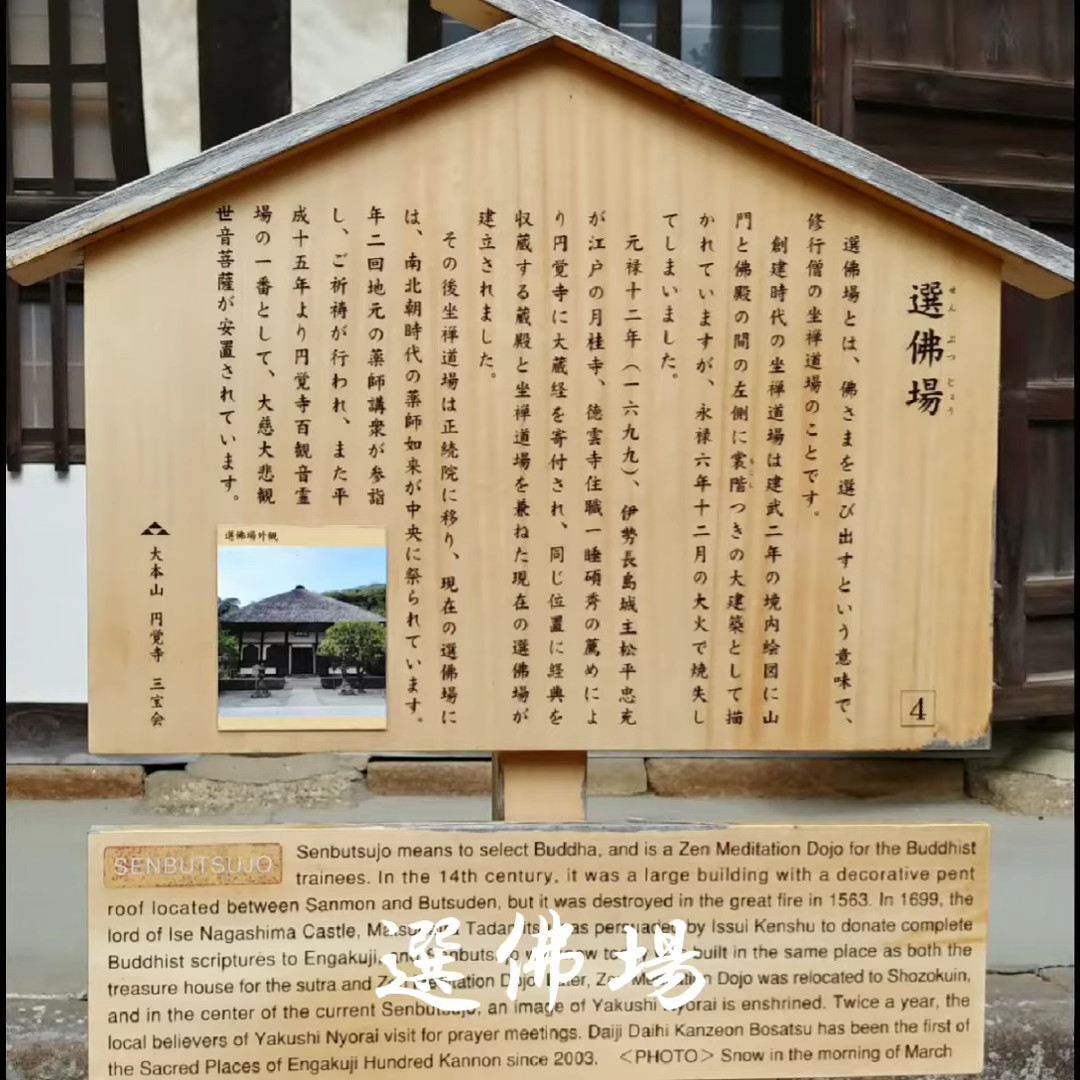 選佛場
せんぶつじょう
選佛場とは、佛さまを選び出すという意味で、
修行僧の坐禅道場のことです。
創建時代の坐禅道場は建武二年の境内絵図に山
門と佛殿の間の左側に裳階つきの大建築として描
かれていますが、永禄六年十二月の大火で焼失し
てしまいました。
元禄十二年（一六九九）、伊勢長島城主松平忠充
が江戸の月桂寺、徳雲寺住職一睡碩秀の薦めによ
り円覚寺に大蔵経を寄付され、同じ位置に経典を
収蔵する蔵殿と坐禅道場を兼ねた現在の選佛場が
建立されました。
その後坐禅道場は正続院に移り、現在の選佛場に
は、南北朝時代の薬師如来が中央に祭られています。
年二回地元の薬師講衆が参詣
し、ご祈祷が行われ、また平
成十五年より円覚寺百観音霊
場の一番として、大慈大悲観
世音菩薩が安置されています。
大本山 円覚寺 三宝会
選佛場外観
4
SENBUTSUJO
Senbutsujo means to select Buddha, and is a Zen Meditation Dojo for the Buddhist
trainees. In the 14th century, it was a large building with a decorative pent
roof located between Sanmon and Butsuden, but it was destroyed in the great fire in 1563. In 1699, the
lord of Ise Nagashima Castle, was persuaded by Issui Kenshu to donate complete
Buddhist scriptures to Engakuji, and built in the same place as both the
treasure house for the sutra and Zen Meditation Dojo. Later, Zen Meditation Dojo was relocated to Shozokuin,
and in the center of the current Senbutsujo, an image of Yakushi Nyorai is enshrined. Twice a year, the
local believers of Yakushi Nyorai visit for prayer meetings. Daiji Daihi Kanzeon Bosatsu has been the first of
the Sacred Places of Engakuji Hundred Kannon since 2003. <PHOTO> Snow in the morning of March
選佛場